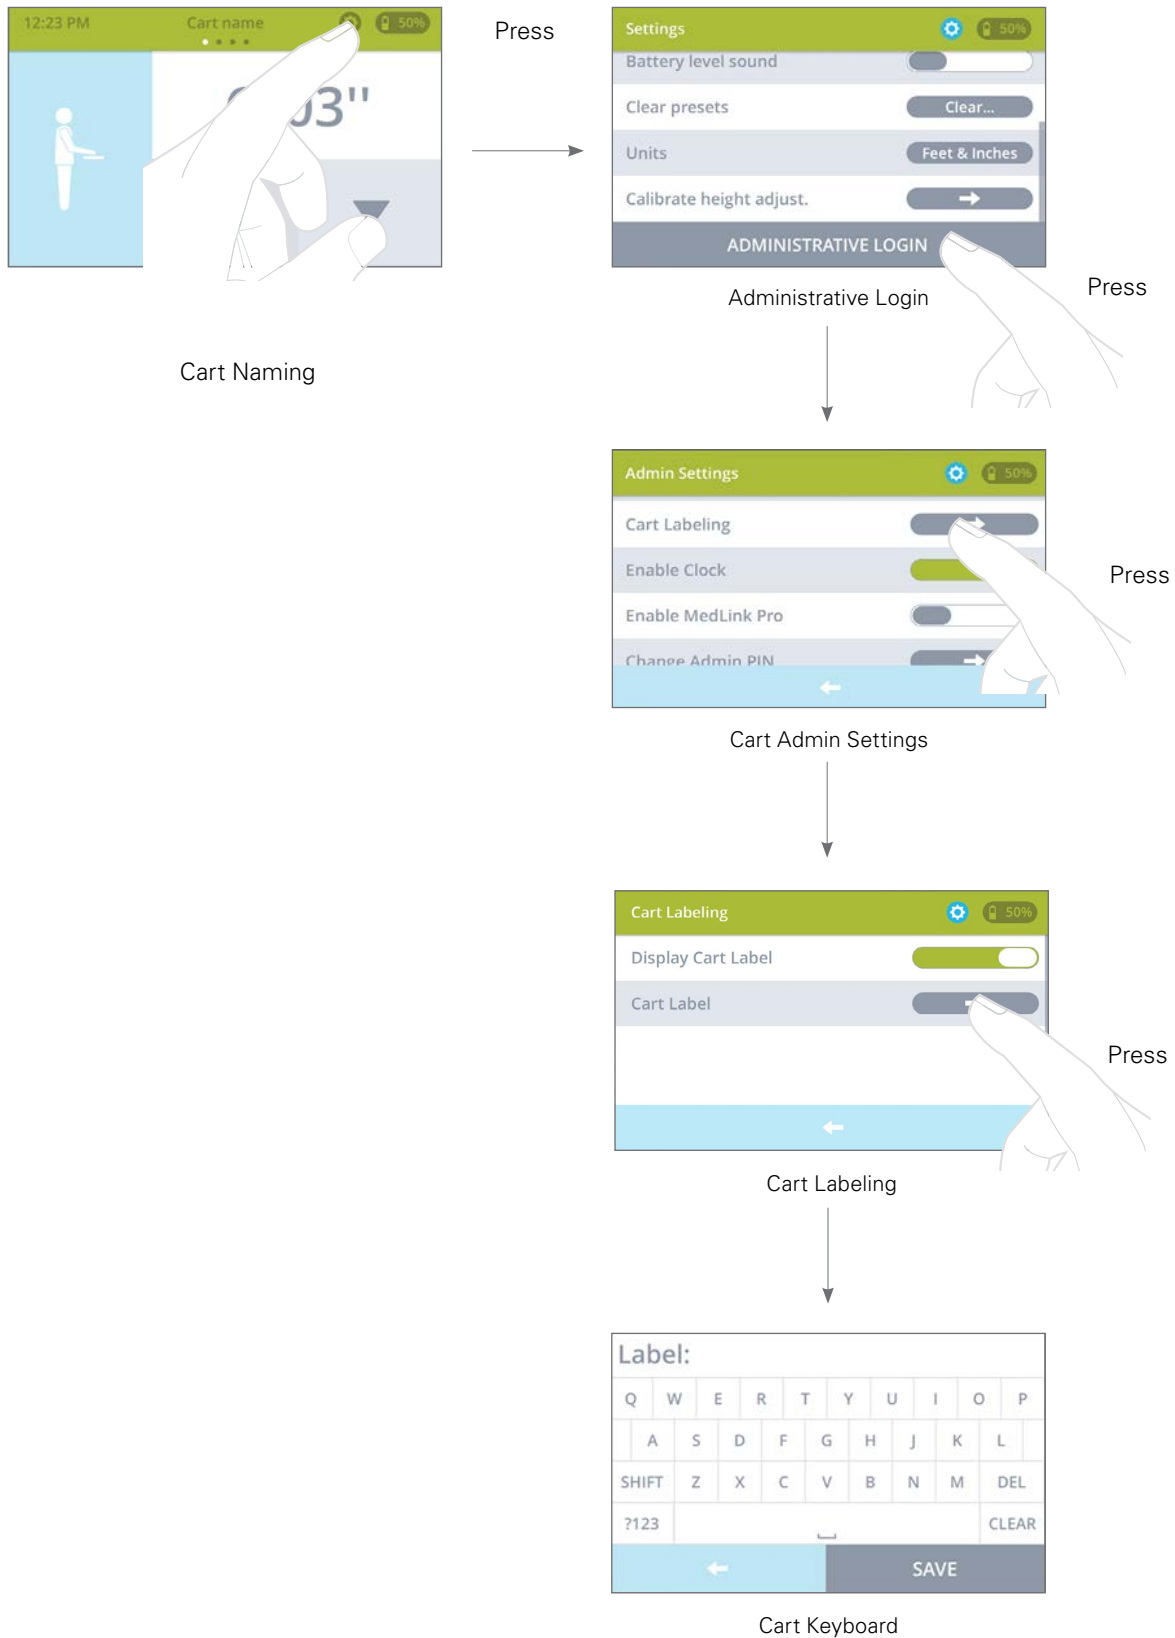 12:23 PM
Cart name
50%
03''
Press
Cart Naming
Settings
50%
Battery level sound
Clear presets
Clear...
Units
Feet & Inches
Calibrate height adjust.
ADMINISTRATIVE LOGIN
Press
Administrative Login
Admin Settings
50%
Cart Labeling
Enable Clock
Press
Enable MedLink Pro
Change Admin PIN
Cart Admin Settings
Cart Labeling
50%
Display Cart Label
Cart Label
Press
Cart Labeling
Label:
Q W E R T Y U I O P
A S D F G H J K L
SHIFT Z X C V B N M DEL
?123 CLEAR
SAVE
Cart Keyboard